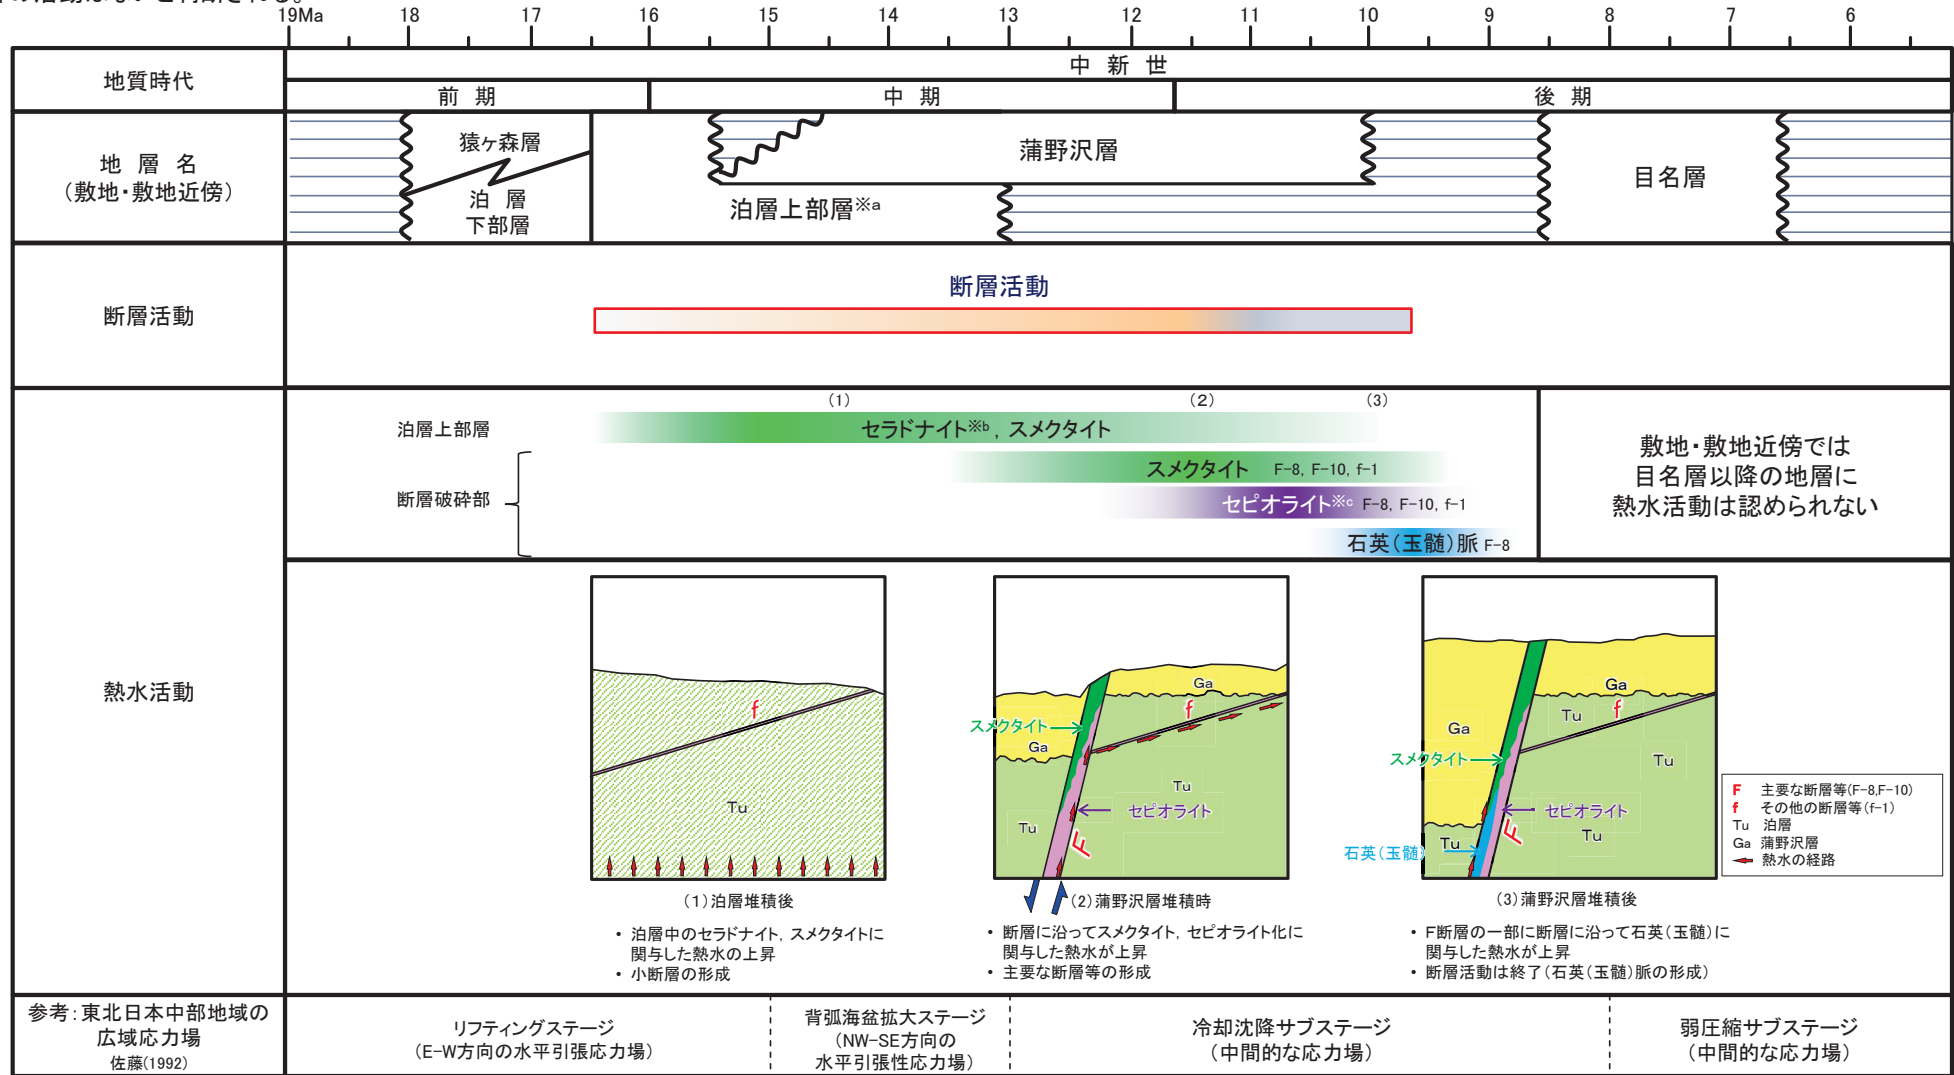 の活動はないと判断される。
19Ma 18 17 16 15 14 13 12 11 10 9 8 7 6
地質時代
中 新 世
前 期 中 期 後 期
地 層 名
(敷地・敷地近傍)
猿ヶ森層
泊 層
下部層
泊層上部層※a
蒲野沢層
目名層
断層活動
断層活動
熱水活動
(1) (2) (3)
泊層上部層
セラドナイト※b , スメクタイト
断層破砕部
スメクタイト F-8, F-10, f-1
セピオライト※c F-8, F-10, f-1
石英(玉髄)脈 F-8
敷地・敷地近傍では
目名層以降の地層に
熱水活動は認められない
f
Tu
(1)泊層堆積後
・ 泊層中のセラドナイト, スメクタイトに
関与した熱水の上昇
・ 小断層の形成
Ga
f
スメクタイト
Ga
Tu
セピオライト
Tu
F
(2)蒲野沢層堆積時
・ 断層に沿ってスメクタイト, セピオライト化に
関与した熱水が上昇
・ 主要な断層等の形成
Ga
Tu
f
Ga
スメクタイト
Tu
セピオライト
F
Tu
Tu
石英(玉髄)
(3)蒲野沢層堆積後
・ F断層の一部に断層に沿って石英(玉髄)に
関与した熱水が上昇
・ 断層活動は終了(石英(玉髄)脈の形成)
F 主要な断層等(F-8,F-10)
f その他の断層等(f-1)
Tu 泊層
Ga 蒲野沢層
熱水の経路
参考:東北日本中部地域の
広域応力場
佐藤(1992)
リフティングステージ
(E-W方向の水平引張応力場)
背弧海盆拡大ステージ
(NW-SE方向の
水平引張性応力場)
冷却沈降サブステージ
(中間的な応力場)
弱圧縮サブステージ
(中間的な応力場)